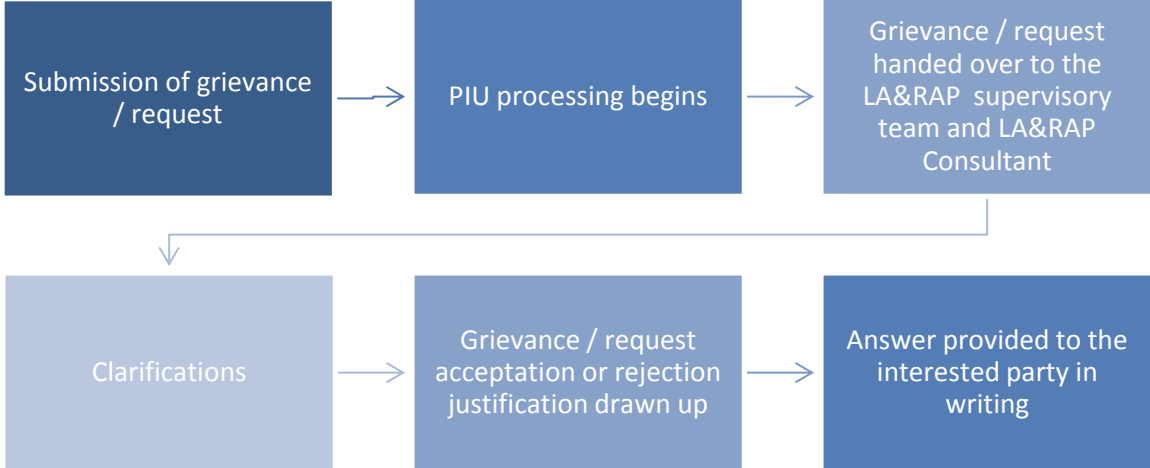 Submission of grievance
/ request
PIU processing begins
Grievance / request
handed over to the
LA&RAP supervisory
team and LA&RAP
Consultant
Clarifications
Grievance / request
acceptation or rejection
justification drawn up
Answer provided to the
interested party in
writing